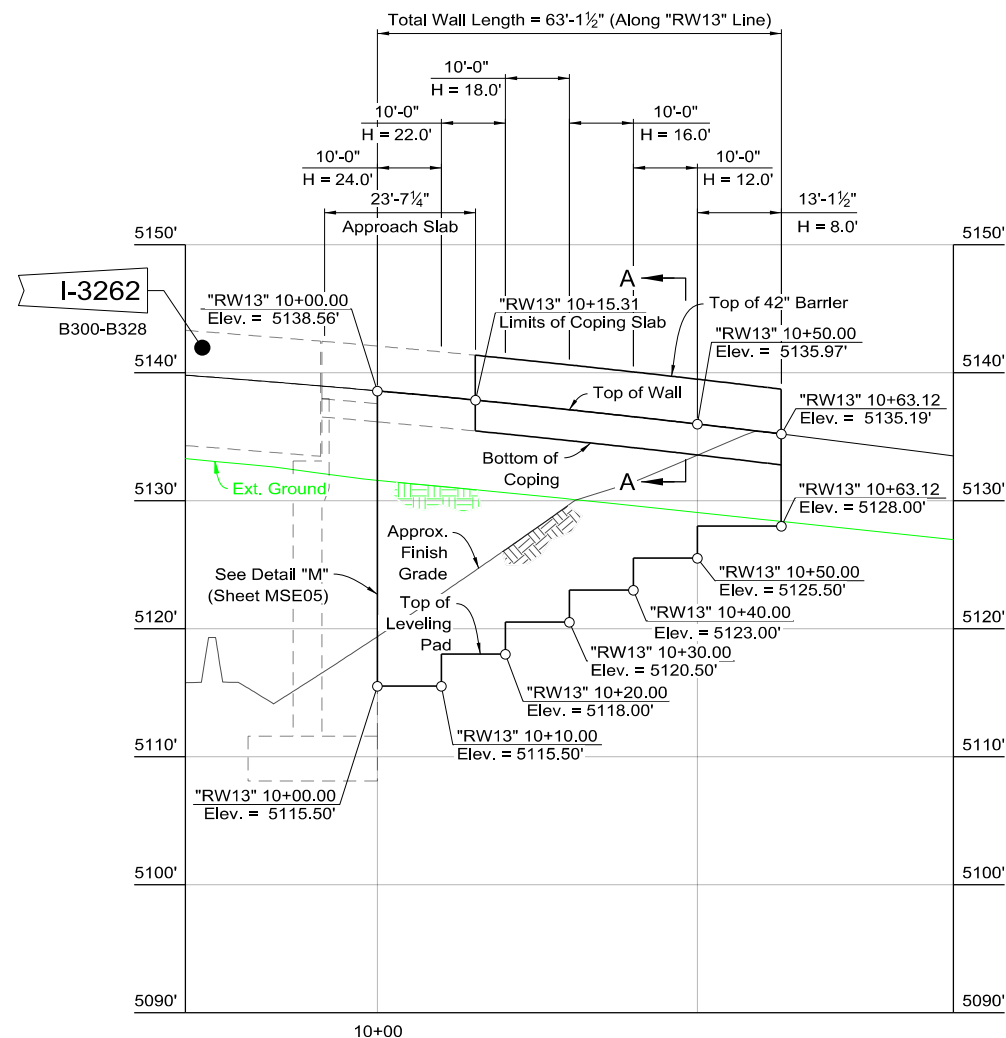 Total Wall Length = 63'-1½" (Along "RW13" Line)
10'-0"
H = 18.0'
10'-0"
H = 22.0'
10'-0"
H = 16.0'
10'-0"
H = 24.0'
10'-0"
H = 12.0'
23'-7¼"
Approach Slab
13'-1½"
H = 8.0'
5150'
5150'
I-3262
B300-B328
"RW13" 10+00.00
Elev. = 5138.56'
"RW13" 10+15.31
Limits of Coping Slab
A
Top of 42" Barrier
"RW13" 10+50.00
Elev. = 5135.97'
5140'
5140'
Top of Wall
"RW13" 10+63.12
Elev. = 5135.19'
Bottom of
Coping
A
Ext. Ground
5130'
5130'
"RW13" 10+63.12
Elev. = 5128.00'
Approx.
Finish
Grade
See Detail "M"
(Sheet MSE05)
"RW13" 10+50.00
Elev. = 5125.50'
Top of
Leveling
Pad
5120'
5120'
"RW13" 10+40.00
Elev. = 5123.00'
"RW13" 10+30.00
Elev. = 5120.50'
"RW13" 10+20.00
Elev. = 5118.00'
"RW13" 10+10.00
Elev. = 5115.50'
5110'
5110'
"RW13" 10+00.00
Elev. = 5115.50'
5100'
5100'
5090'
5090'
10+00